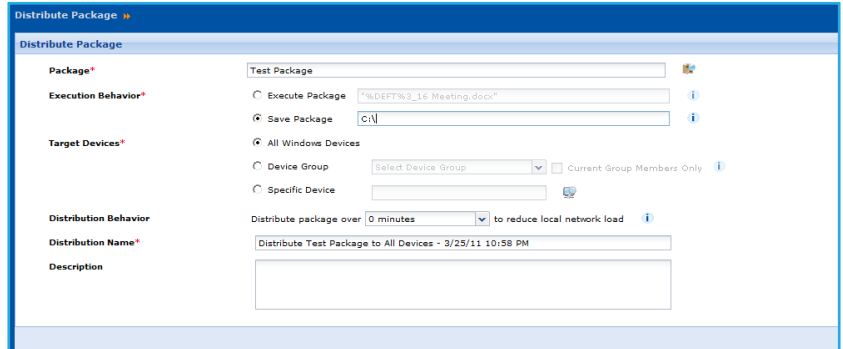 Distribute Package
Distribute Package
Package* Test Package
Execution Behavior* Execute Package "%DEFT%3_16 Meeting.docx"
Save Package C:\
Target Devices* All Windows Devices
Device Group Select Device Group Current Group Members Only
Specific Device
Distribution Behavior Distribute package over 0 minutes to reduce local network load
Distribution Name* Distribute Test Package to All Devices - 3/25/11 10:58 PM
Description